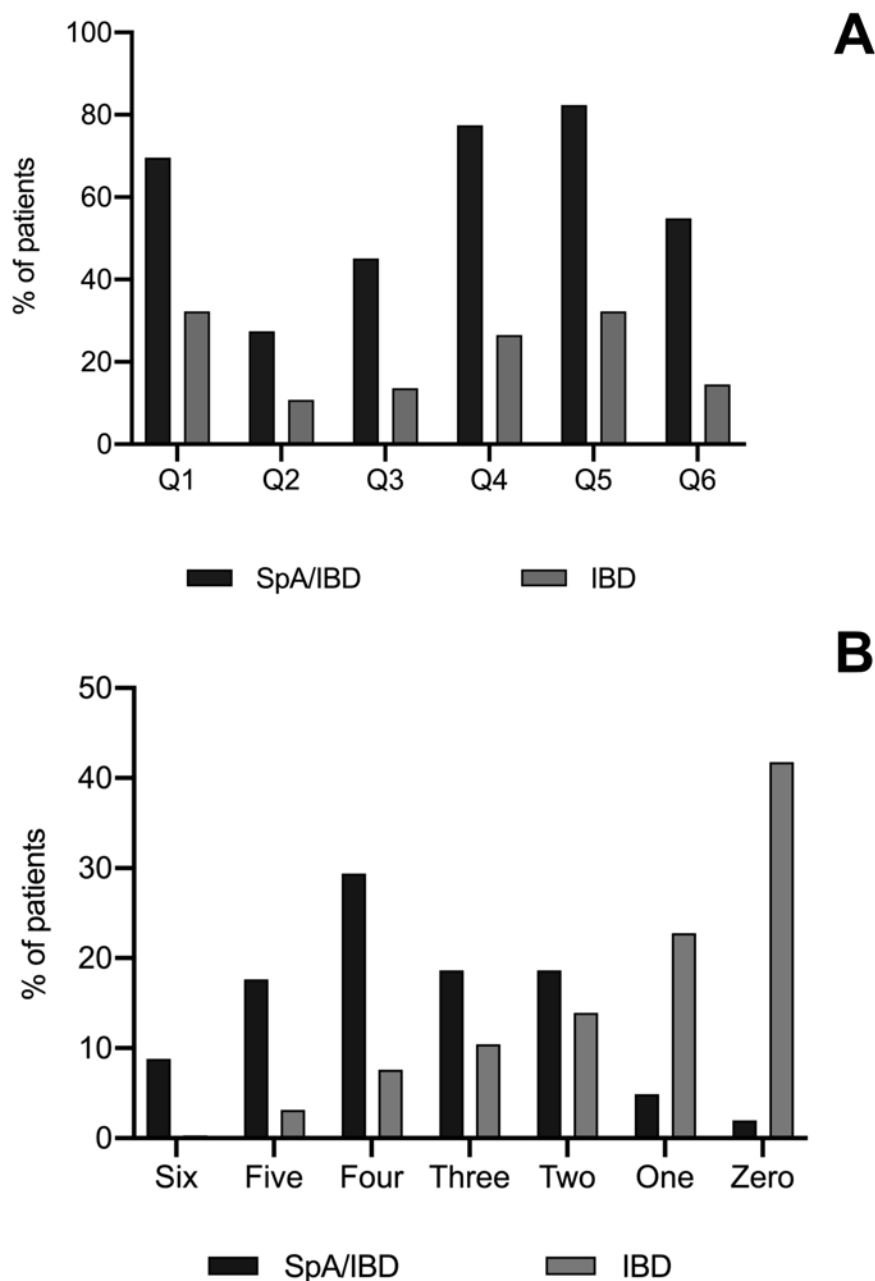 A
100
80
60
40
20
0
% of patients
Q1 Q2 Q3 Q4 Q5 Q6
SpA/IBD IBD
B
50
40
30
20
10
0
% of patients
Six Five Four Three Two One Zero
SpA/IBD IBD